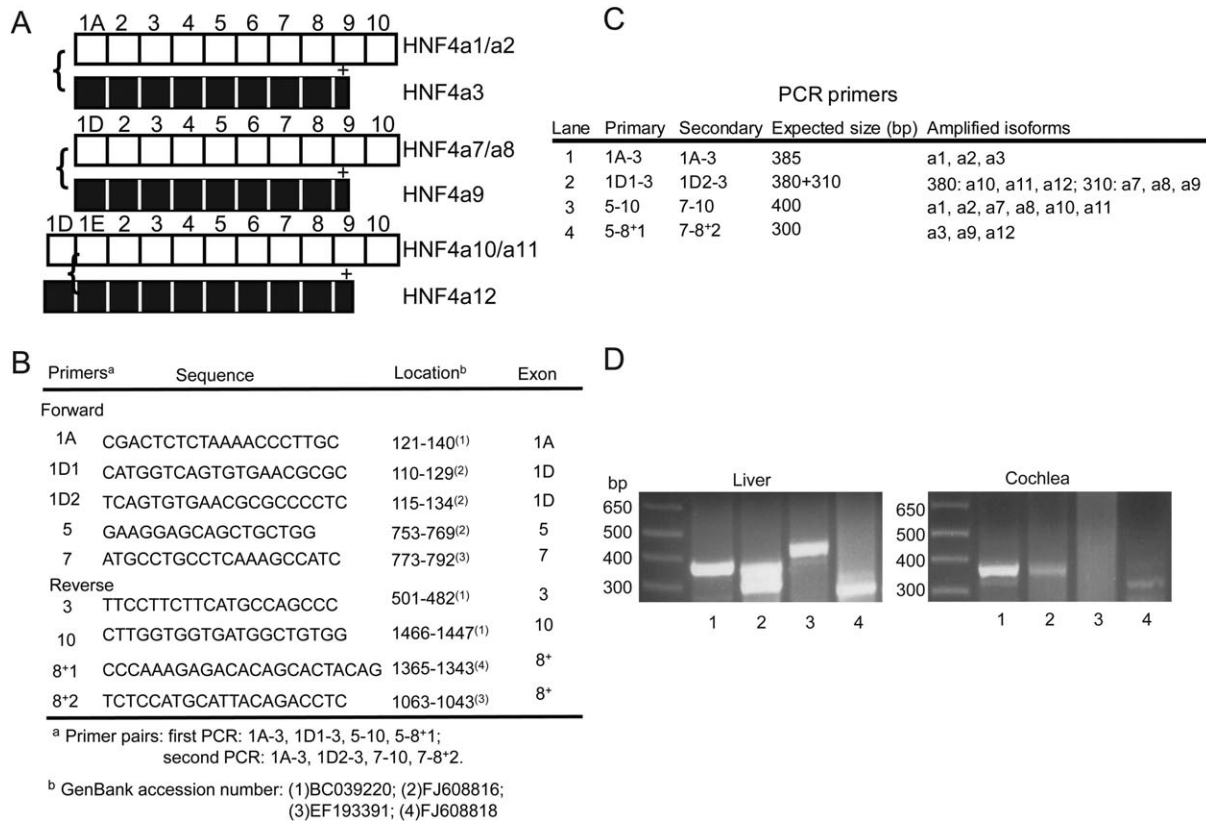 A
1A 2 3 4 5 6 7 8 9 10
HNF4a1/a2
+
HNF4a3
1D 2 3 4 5 6 7 8 9 10
HNF4a7/a8
+
HNF4a9
1D 1E 2 3 4 5 6 7 8 9 10
HNF4a10/a11
+
HNF4a12
B
Primersᵃ Sequence Locationᵇ Exon
Forward
1A CGACTCTCTAAAACCCTTGC 121-140⁽¹⁾ 1A
1D1 CATGGTCAGTGTGAACGCGC 110-129⁽²⁾ 1D
1D2 TCAGTGTGAACGCGCCCCTC 115-134⁽²⁾ 1D
5 GAAGGAGCAGCTGCTGG 753-769⁽²⁾ 5
7 ATGCCTGCCTCAAAGCCATC 773-792⁽³⁾ 7
Reverse
3 TTCCTTCTTCATGCCAGCCC 501-482⁽¹⁾ 3
10 CTTGGTGGTGATGGCTGTGG 1466-1447⁽¹⁾ 10
8⁺1 CCCAAAGAGACACAGCACTACAG 1365-1343⁽⁴⁾ 8⁺
8⁺2 TCTCCATGCATTACAGACCTC 1063-1043⁽³⁾ 8⁺
ᵃ Primer pairs: first PCR: 1A-3, 1D1-3, 5-10, 5-8⁺1;
second PCR: 1A-3, 1D2-3, 7-10, 7-8⁺2.
ᵇ GenBank accession number: (1)BC039220; (2)FJ608816;
(3)EF193391; (4)FJ608818
C
PCR primers
Lane Primary Secondary Expected size (bp) Amplified isoforms
1 1A-3 1A-3 385 a1, a2, a3
2 1D1-3 1D2-3 380+310 380: a10, a11, a12; 310: a7, a8, a9
3 5-10 7-10 400 a1, a2, a7, a8, a10, a11
4 5-8⁺1 7-8⁺2 300 a3, a9, a12
D
Liver
bp
650
500
400
300
1 2 3 4
Cochlea
650
500
400
300
1 2 3 4